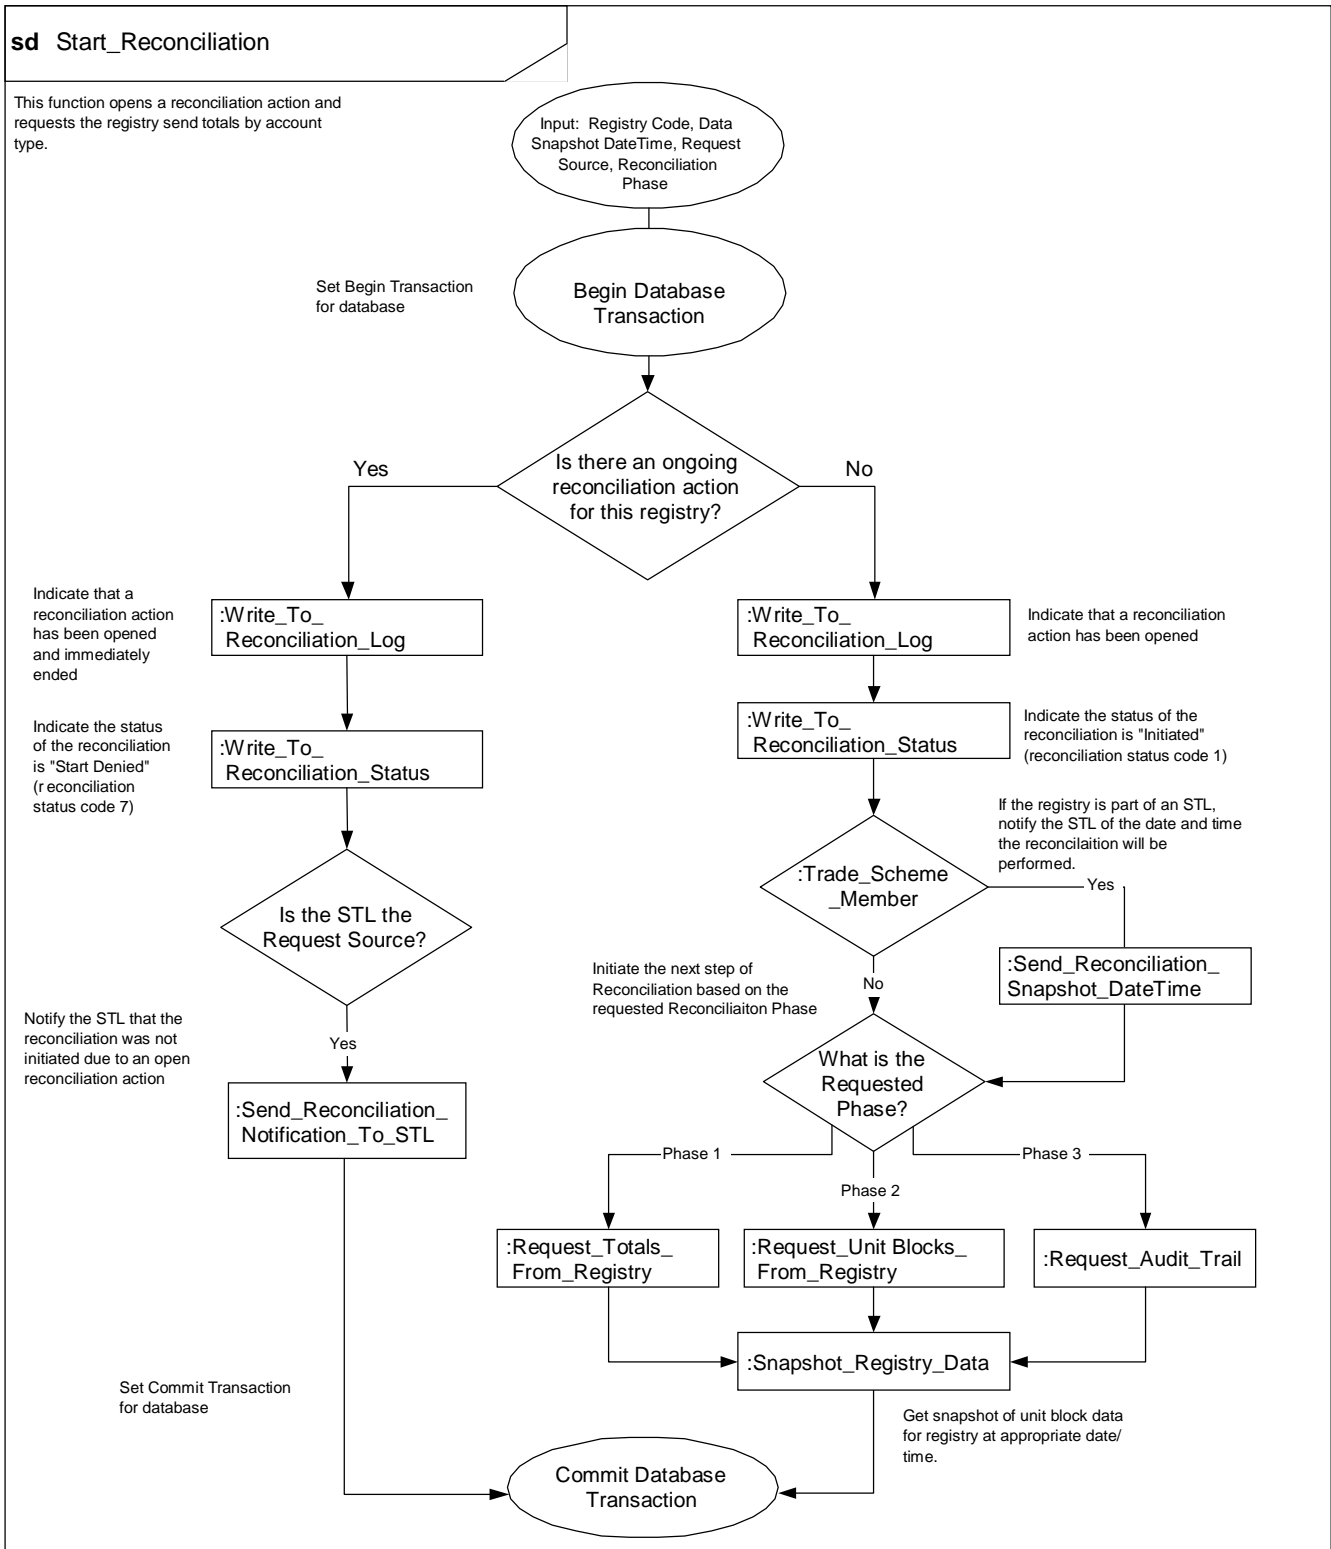 sd Start_Reconciliation
This function opens a reconciliation action and
requests the registry send totals by account
type.
Input: Registry Code, Data
Snapshot DateTime, Request
Source, Reconciliation
Phase
Set Begin Transaction
for database
Begin Database
Transaction
Is there an ongoing
reconciliation action
for this registry?
Yes
No
Indicate that a
reconciliation action
has been opened
and immediately
ended
:Write_To_
Reconciliation_Log
:Write_To_
Reconciliation_Log
Indicate that a reconciliation
action has been opened
Indicate the status
of the reconciliation
is "Start Denied"
(r econciliation
status code 7)
:Write_To_
Reconciliation_Status
:Write_To_
Reconciliation_Status
Indicate the status of the
reconciliation is "Initiated"
(reconciliation status code 1)
If the registry is part of an STL,
notify the STL of the date and time
the reconcilaition will be
performed.
:Trade_Scheme
_Member
Yes
Is the STL the
Request Source?
Initiate the next step of
Reconciliation based on the
requested Reconciliaiton Phase
No
:Send_Reconciliation_
Snapshot_DateTime
Notify the STL that the
reconciliation was not
initiated due to an open
reconciliation action
Yes
What is the
Requested
Phase?
:Send_Reconciliation_
Notification_To_STL
Phase 1
Phase 2
Phase 3
:Request_Totals_
From_Registry
:Request_Unit Blocks_
From_Registry
:Request_Audit_Trail
:Snapshot_Registry_Data
Set Commit Transaction
for database
Get snapshot of unit block data
for registry at appropriate date/
time.
Commit Database
Transaction